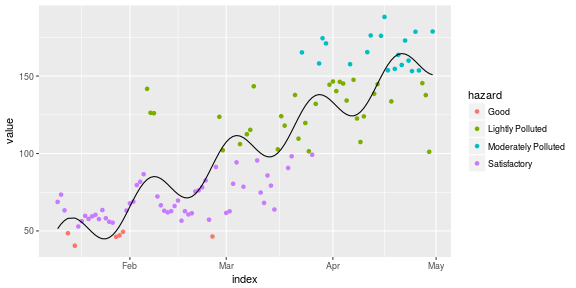 value
150
100
50
Feb
Mar
Apr
May
index
hazard
Good
Lightly Polluted
Moderately Polluted
Satisfactory